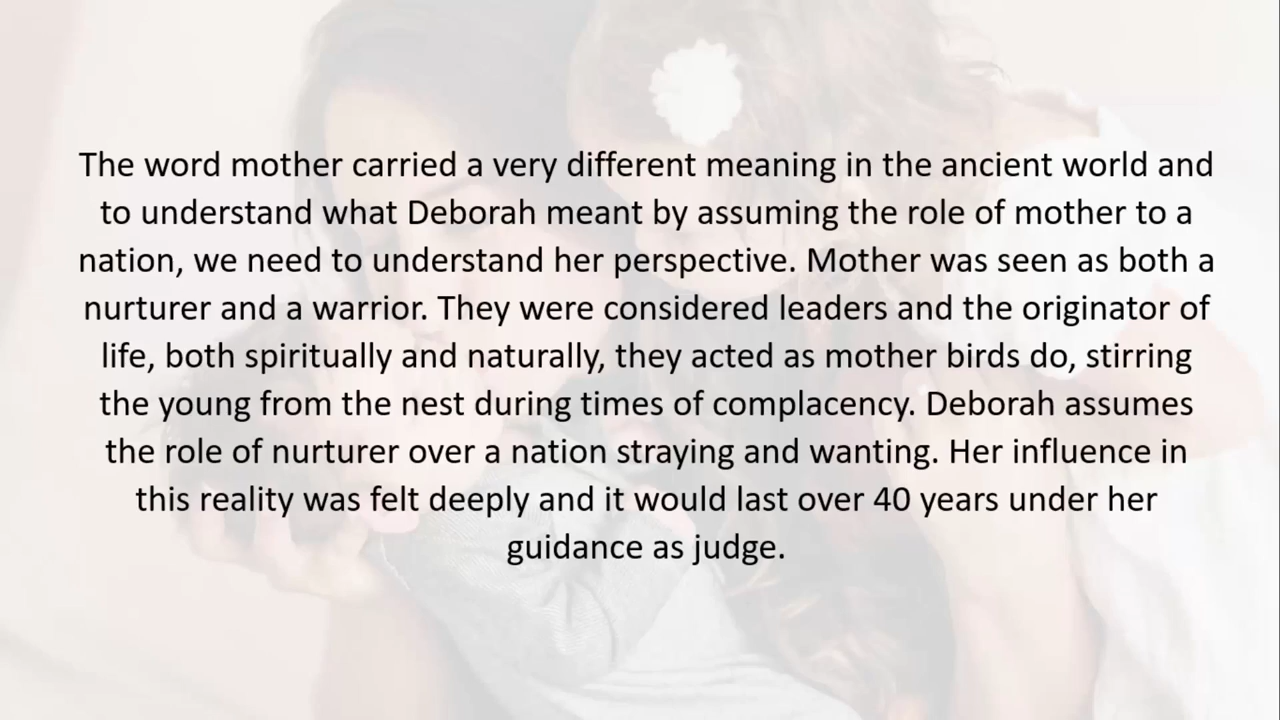 The word mother carried a very different meaning in the ancient world and
to understand what Deborah meant by assuming the role of mother to a
nation, we need to understand her perspective. Mother was seen as both a
nurturer and a warrior. They were considered leaders and the originator of
life, both spiritually and naturally, they acted as mother birds do, stirring
the young from the nest during times of complacency. Deborah assumes
the role of nurturer over a nation straying and wanting. Her influence in
this reality was felt deeply and it would last over 40 years under her
guidance as judge.